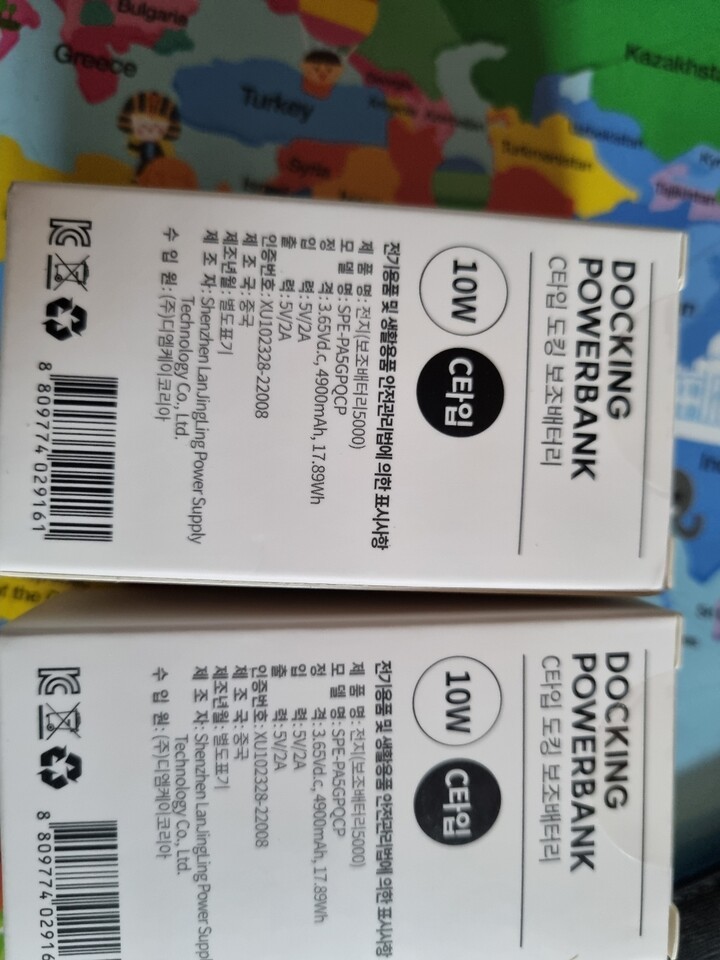 Bulgaria
Greece
Turkey
Syria
Turkmenistan
DOCKING
POWERBANK
C타입 도킹 보조배터리
10W
C타입
전기용품 및 생활용품 안전관리법에 의한 표시사항
제 품 명 : 전지(보조배터리5000)
모 델 명 : SPE-PA5GPQCP
정 격 : 3.65Vd.c, 4900mAh, 17.89Wh
입 력 : 5V/2A
출 력 : 5V/2A
인증번호 : XU102328-22008
제 조 국 : 중국
제조년월 : 별도표기
제 조 자 : Shenzhen LanJingLing Power Supply
Technology Co., Ltd.
수 입 원 : (주)디엠케이코리아
8 809774 029161
DOCKING
POWERBANK
C타입 도킹 보조배터리
10W
C타입
전기용품 및 생활용품 안전관리법에 의한 표시사항
제 품 명 : 전지(보조배터리5000)
모 델 명 : SPE-PA5GPQCP
정 격 : 3.65Vd.c, 4900mAh, 17.89Wh
입 력 : 5V/2A
출 력 : 5V/2A
인증번호 : XU102328-22008
제 조 국 : 중국
제조년월 : 별도표기
제 조 자 : Shenzhen LanJingLing Power Suppl
Technology Co., Ltd.
수 입 원 : (주)디엠케이코리아
8 809774 02916